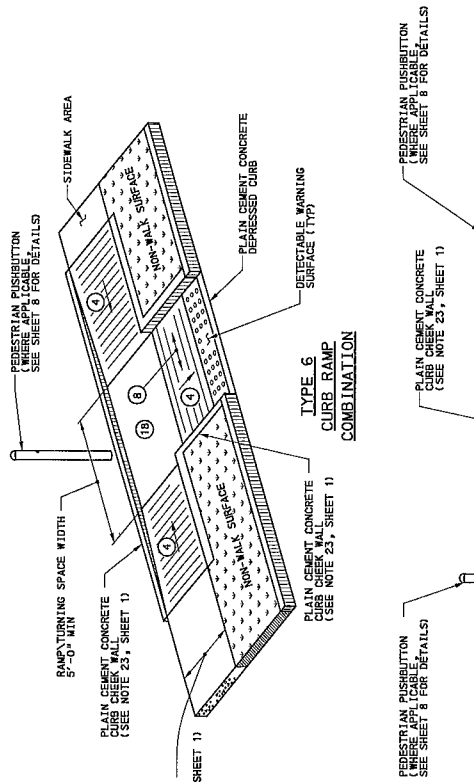 PEDESTRIAN PUSHBUTTON
(WHERE APPLICABLE,
SEE SHEET 8 FOR DETAILS)
SIDEWALK AREA
RAMP\TURNING SPACE WIDTH
5'-0" MIN
PLAIN CEMENT CONCRETE
CURB CHEEK WALL
(SEE NOTE 23, SHEET 1)
4
18
8
4
4
NON-WALK SURFACE
NON-WALK SURFACE
PLAIN CEMENT CONCRETE
DEPRESSED CURB
DETECTABLE WARNING
SURFACE (TYP)
SHEET 1)
PLAIN CEMENT CONCRETE
CURB CHEEK WALL
(SEE NOTE 23, SHEET 1)
TYPE 6
CURB RAMP
COMBINATION
PEDESTRIAN PUSHBUTTON
(WHERE APPLICABLE,
SEE SHEET 8 FOR DETAILS)
PLAIN CEMENT CONCRETE
CURB CHEEK WALL
(SEE NOTE 23, SHEET 1)
PEDESTRIAN PUSHBUTTON
(WHERE APPLICABLE,
SEE SHEET 8 FOR DETAILS)